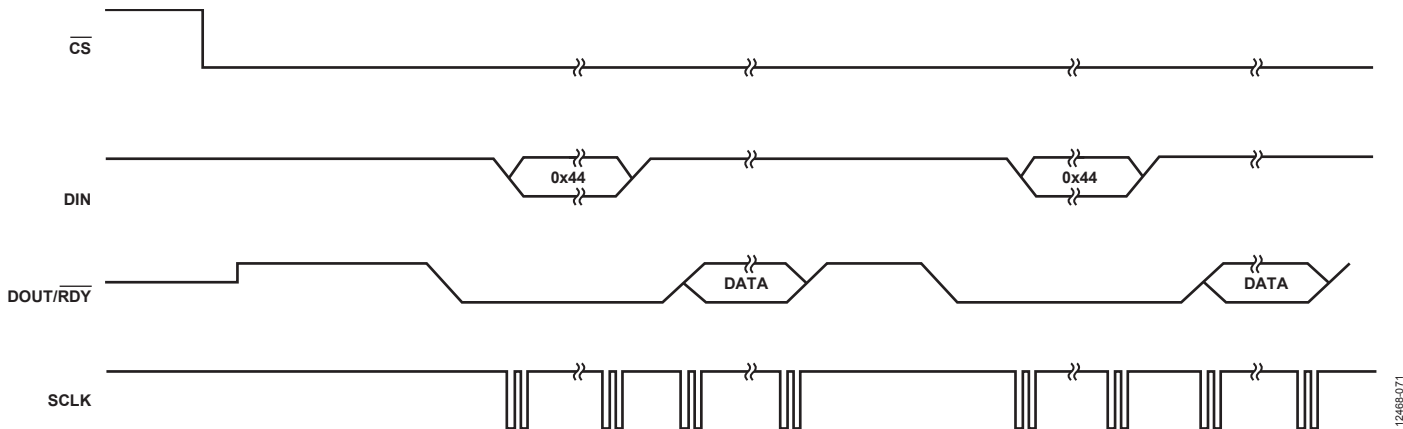 CS
DIN
0x44
0x44
DOUT/RDY
DATA
DATA
SCLK
12468-071